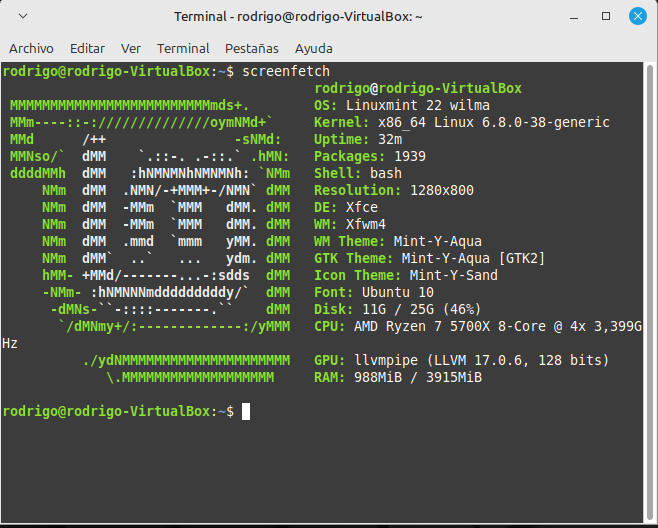 Terminal - rodrigo@rodrigo-VirtualBox: ~
Archivo Editar Ver Terminal Pestañas Ayuda
rodrigo@rodrigo-VirtualBox:~$ screenfetch
                                       rodrigo@rodrigo-VirtualBox
 MMMMMMMMMMMMMMMMMMMMMMMMMmds+.        OS: Linuxmint 22 wilma
 MMm----::-://////////////oymNMd+`     Kernel: x86_64 Linux 6.8.0-38-generic
 MMd      /++                -sNMd:    Uptime: 32m
 MMNso/`  dMM    `.::-. .-::.` .hMN:   Packages: 1939
 ddddMMh  dMM   :hNMNMNhNMNMNh: `NMm   Shell: bash
     NMm  dMM  .NMN/-+MMM+-/NMN` dMM   Resolution: 1280x800
     NMm  dMM  -MMm  `MMM   dMM. dMM   DE: Xfce
     NMm  dMM  -MMm  `MMM   dMM. dMM   WM: Xfwm4
     NMm  dMM  .mmd  `mmm   yMM. dMM   WM Theme: Mint-Y-Aqua
     NMm  dMM`  ..`   ...   ydm. dMM   GTK Theme: Mint-Y-Aqua [GTK2]
     hMM- +MMd/-------...-:sdds  dMM   Icon Theme: Mint-Y-Sand
     -NMm- :hNMNNNmdddddddddy/`  dMM   Font: Ubuntu 10
      -dMNs-``-::::-------.``    dMM   Disk: 11G / 25G (46%)
       `/dMNmy+/:-------------:/yMMM   CPU: AMD Ryzen 7 5700X 8-Core @ 4x 3,399G
Hz
          ./ydNMMMMMMMMMMMMMMMMMMMMM   GPU: llvmpipe (LLVM 17.0.6, 128 bits)
             \.MMMMMMMMMMMMMMMMMMM     RAM: 988MiB / 3915MiB
rodrigo@rodrigo-VirtualBox:~$